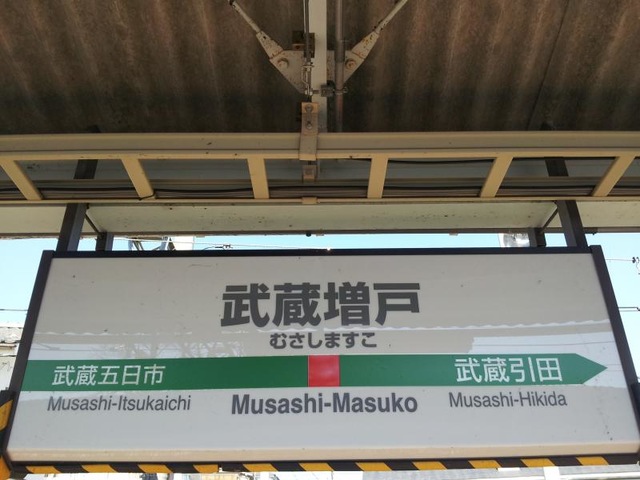 武蔵増戸
むさしますこ
武蔵五日市
武蔵引田
Musashi-Itsukaichi
Musashi-Masuko
Musashi-Hikida